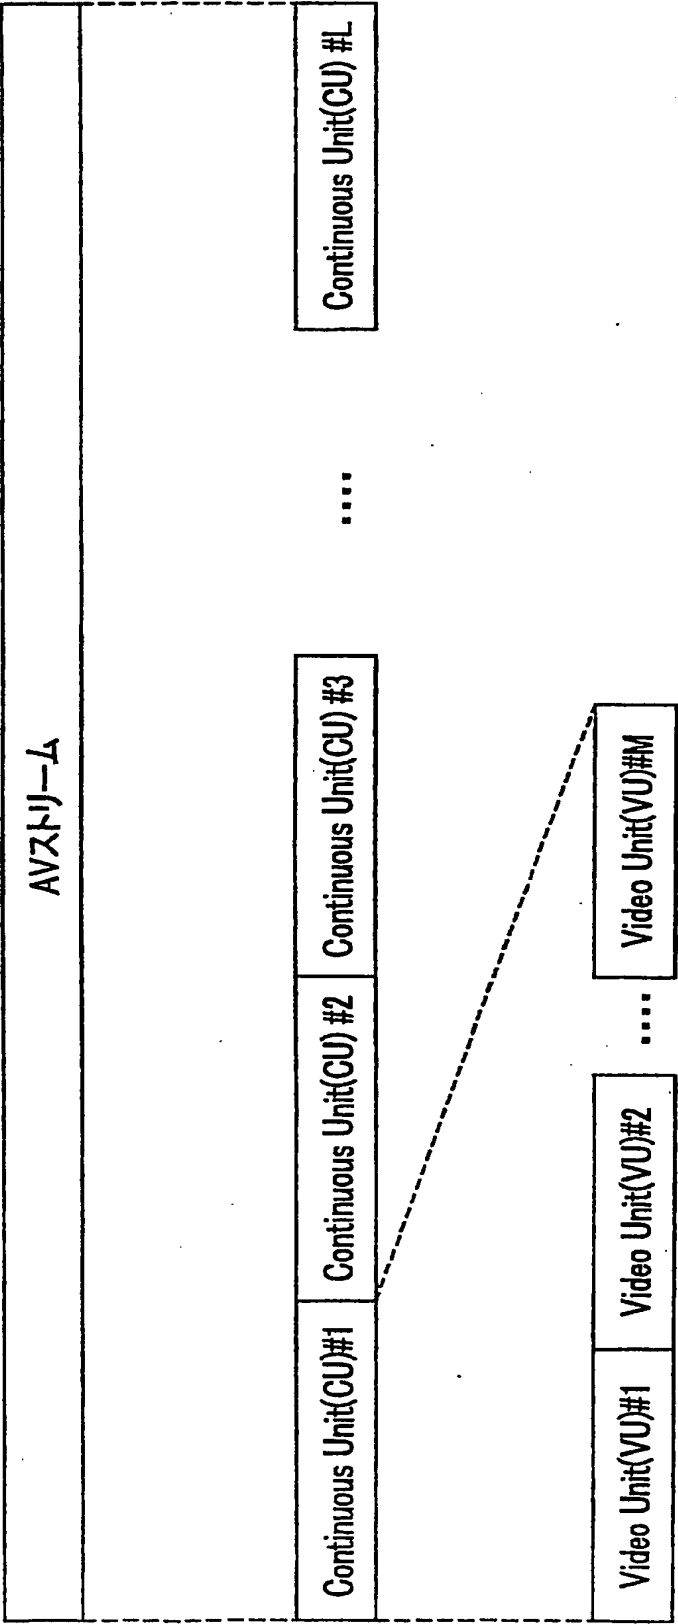 AVストリーム
Continuous Unit(CU)#1
Continuous Unit(CU) #2
Continuous Unit(CU) #3
....
Continuous Unit(CU) #L
Video Unit(VU)#1
Video Unit(VU)#2
....
Video Unit(VU)#M